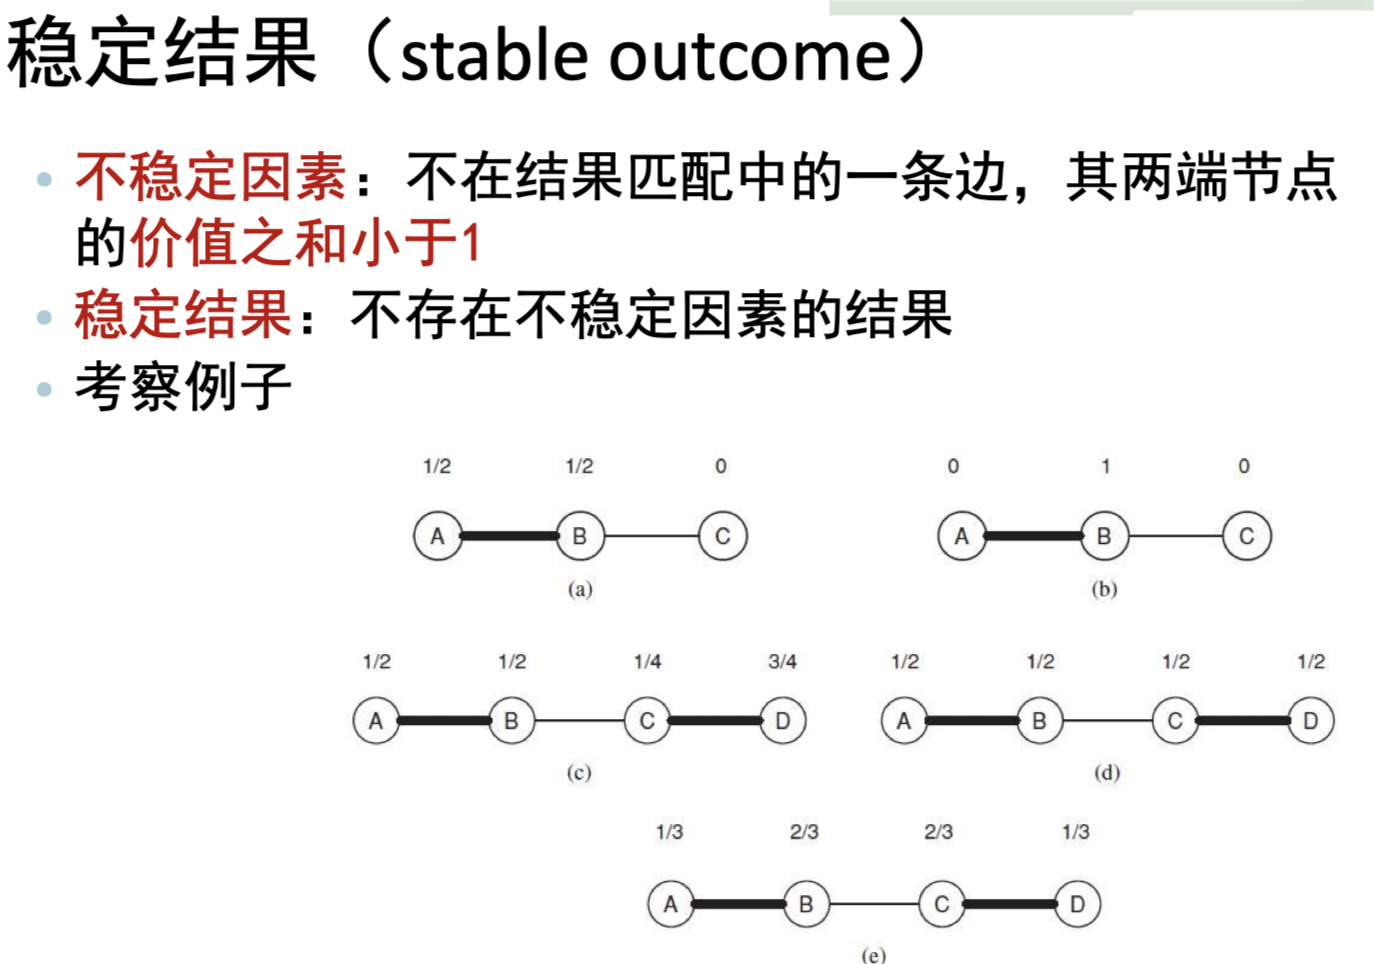 稳定结果（stable outcome）
• 不稳定因素：不在结果匹配中的一条边，其两端节点
的价值之和小于1
• 稳定结果：不存在不稳定因素的结果
• 考察例子
1/2 1/2 0
A B C
(a)
0 1 0
A B C
(b)
1/2 1/2 1/4 3/4
A B C D
(c)
1/2 1/2 1/2 1/2
A B C D
(d)
1/3 2/3 2/3 1/3
A B C D
(e)